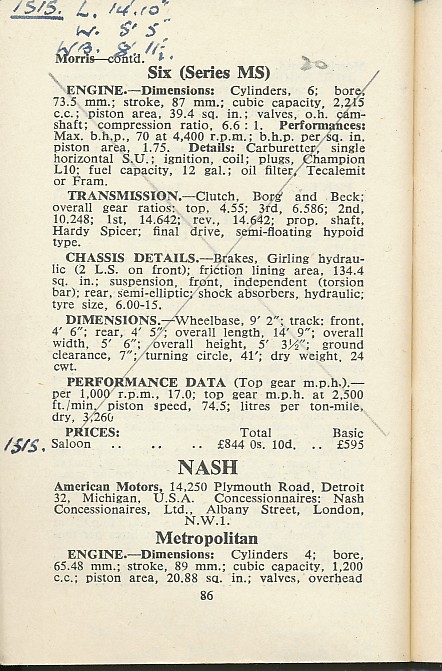 ISIS. L. 14.10"
W. 5' 5"
WB. 8' 11½.
Morris—contd.
20
Six (Series MS)
ENGINE.—Dimensions: Cylinders, 6; bore,
73.5 mm.; stroke, 87 mm.; cubic capacity, 2,215
c.c.; piston area, 39.4 sq. in.; valves, o.h. cam-
shaft; compression ratio, 6.6 : 1. Performances:
Max. b.h.p., 70 at 4,400 r.p.m.; b.h.p. per sq. in.
piston area, 1.75. Details: Carburetter, single
horizontal S.U.; ignition, coil; plugs, Champion
L10; fuel capacity, 12 gal.; oil filter, Tecalemit
or Fram.
TRANSMISSION.—Clutch, Borg and Beck;
overall gear ratios: top, 4.55; 3rd, 6.586; 2nd,
10.248; 1st, 14.642; rev., 14.642; prop. shaft,
Hardy Spicer; final drive, semi-floating hypoid
type.
CHASSIS DETAILS.—Brakes, Girling hydrau-
lic (2 L.S. on front); friction lining area, 134.4
sq. in.; suspension, front, independent (torsion
bar); rear, semi-elliptic; shock absorbers, hydraulic;
tyre size, 6.00-15.
DIMENSIONS.—Wheelbase, 9' 2"; track: front,
4' 6"; rear, 4' 5"; overall length, 14' 9"; overall
width, 5' 6"; overall height, 5' 3½"; ground
clearance, 7"; turning circle, 41'; dry weight, 24
cwt.
PERFORMANCE DATA (Top gear m.p.h.).—
per 1,000 r.p.m., 17.0; top gear m.p.h. at 2,500
ft./min. piston speed, 74.5; litres per ton-mile,
dry, 3,260
PRICES: Total Basic
ISIS. Saloon .. .. .. £844 0s. 10d. .. £595
NASH
American Motors, 14,250 Plymouth Road, Detroit
32, Michigan, U.S.A. Concessionnaires: Nash
Concessionaires, Ltd., Albany Street, London,
N.W.1.
Metropolitan
ENGINE.—Dimensions: Cylinders 4; bore,
65.48 mm.; stroke, 89 mm.; cubic capacity, 1,200
c.c.; piston area, 20.88 sq. in.; valves, overhead
86